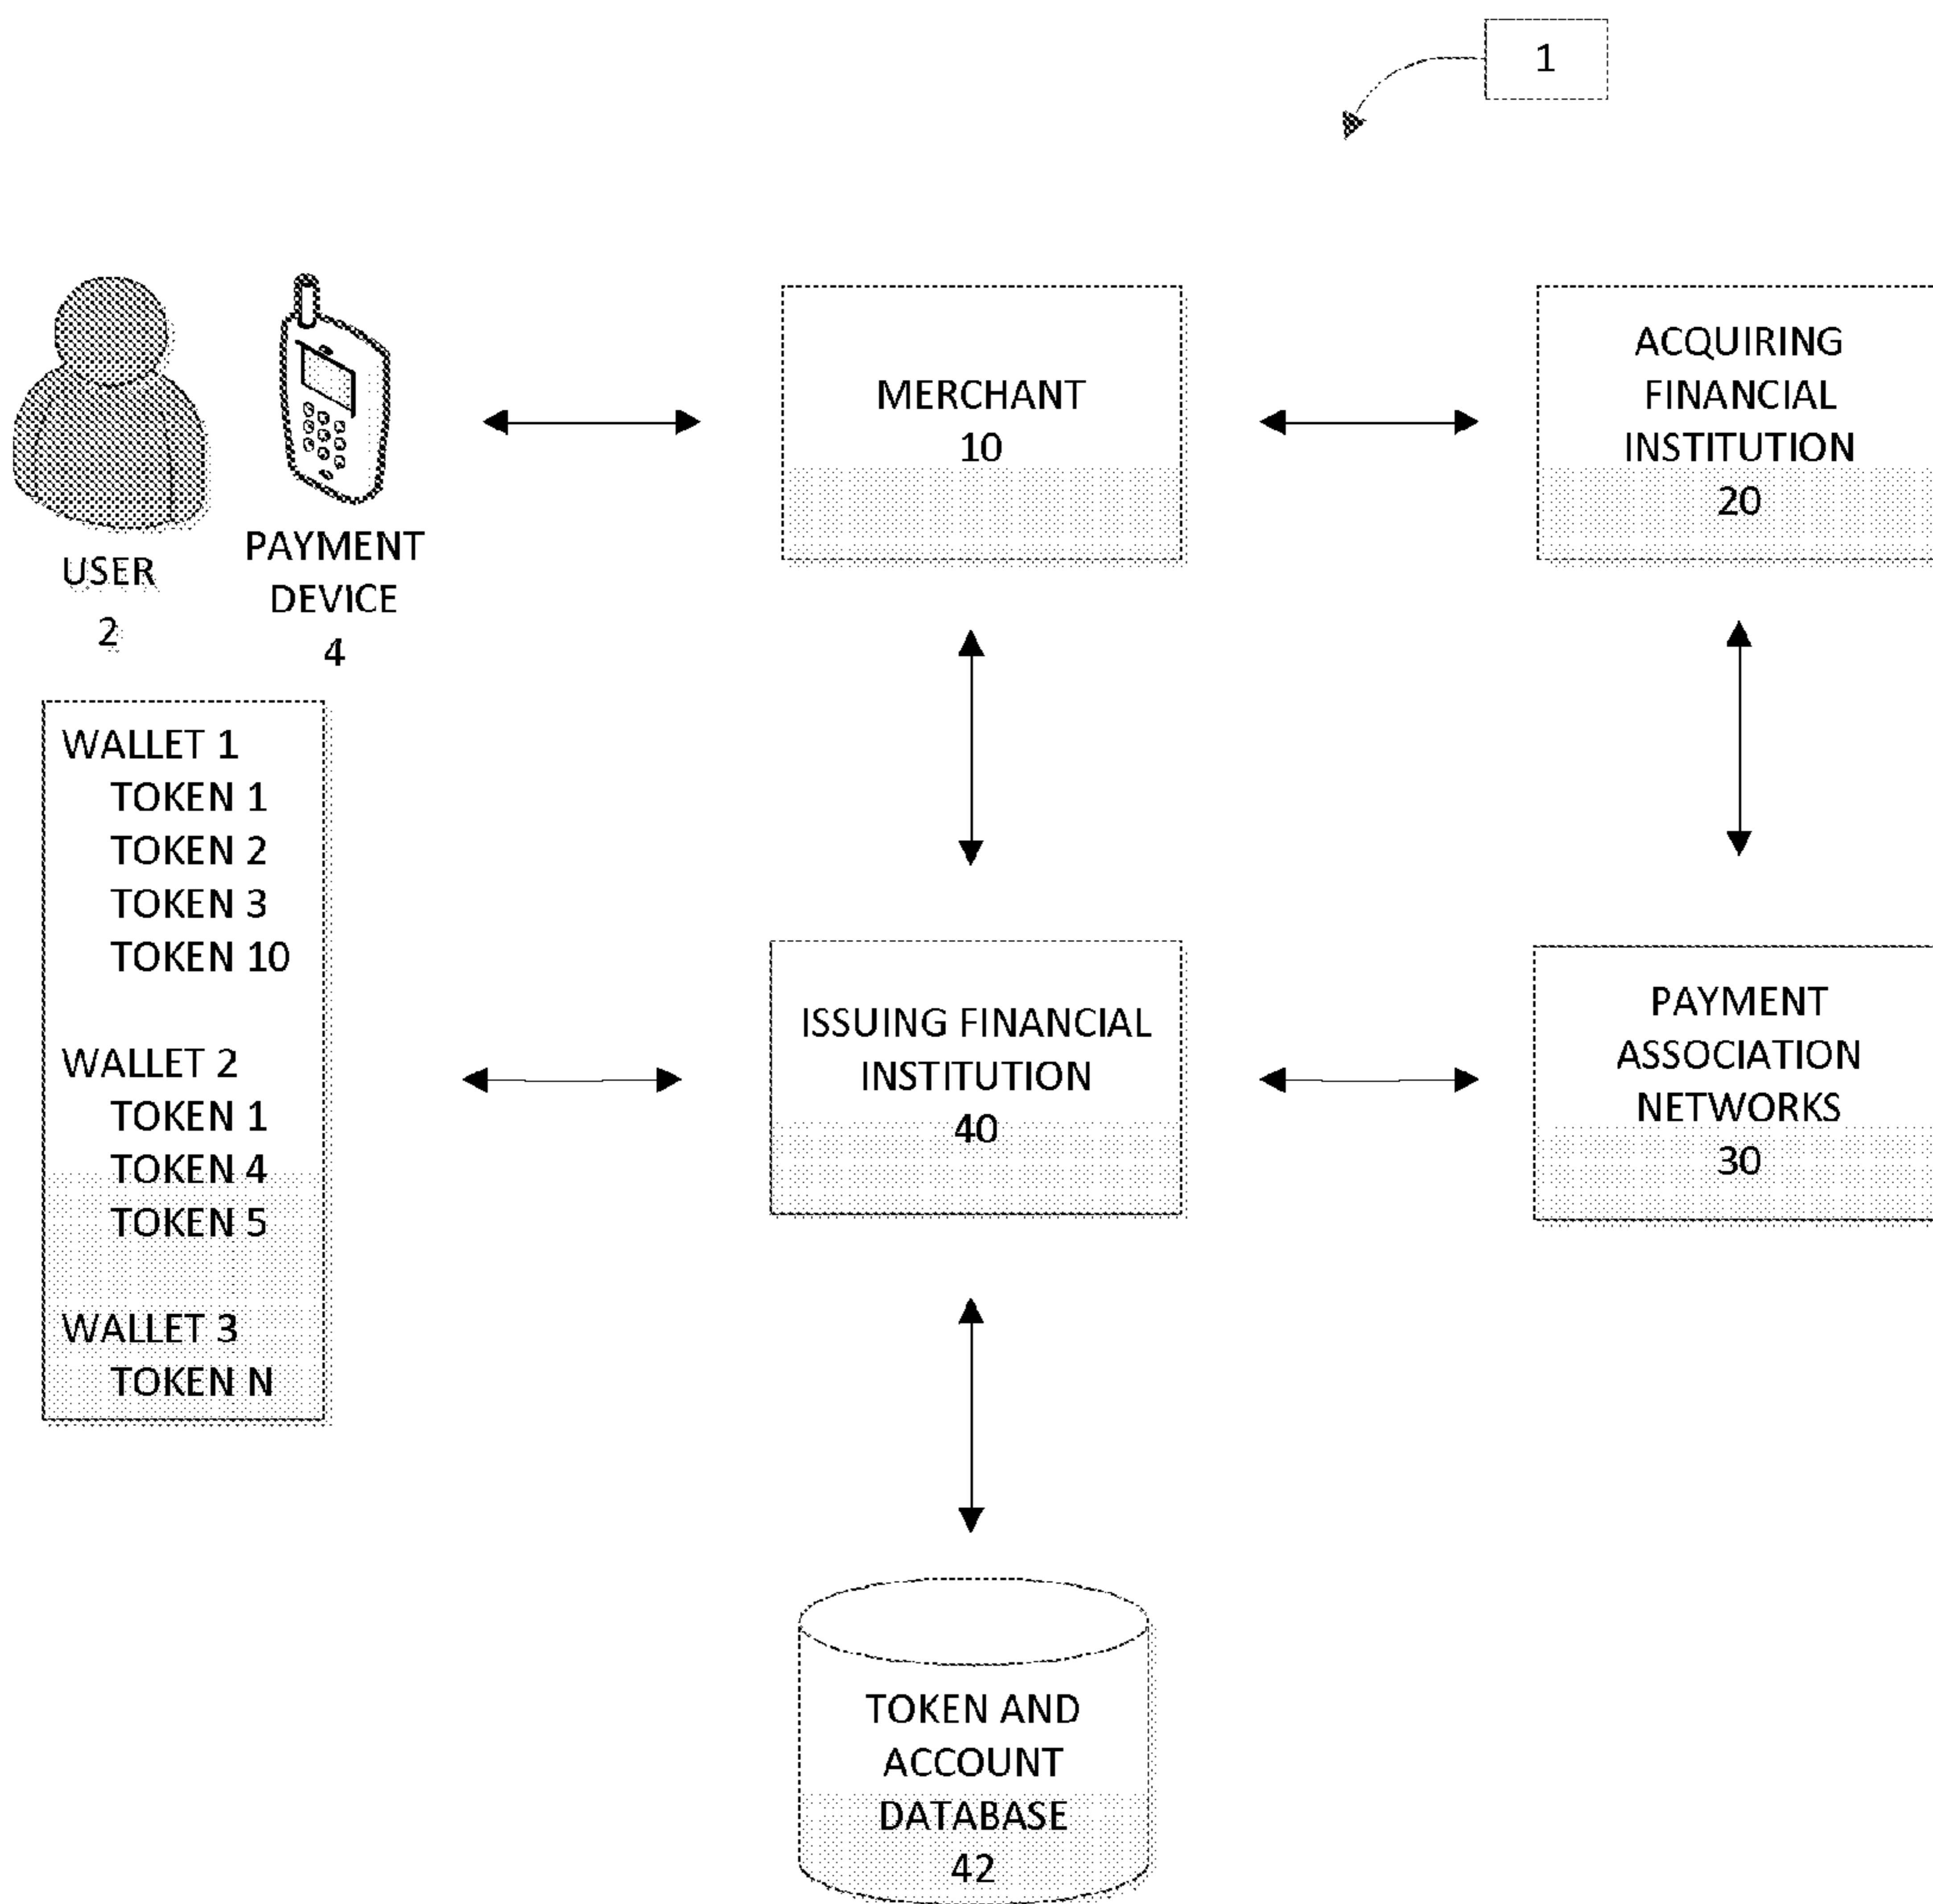 1
USER
2
PAYMENT
DEVICE
4
MERCHANT
10
ACQUIRING
FINANCIAL
INSTITUTION
20
WALLET 1
TOKEN 1
TOKEN 2
TOKEN 3
TOKEN 10
WALLET 2
TOKEN 1
TOKEN 4
TOKEN 5
WALLET 3
TOKEN N
ISSUING FINANCIAL
INSTITUTION
40
PAYMENT
ASSOCIATION
NETWORKS
30
TOKEN AND
ACCOUNT
DATABASE
42